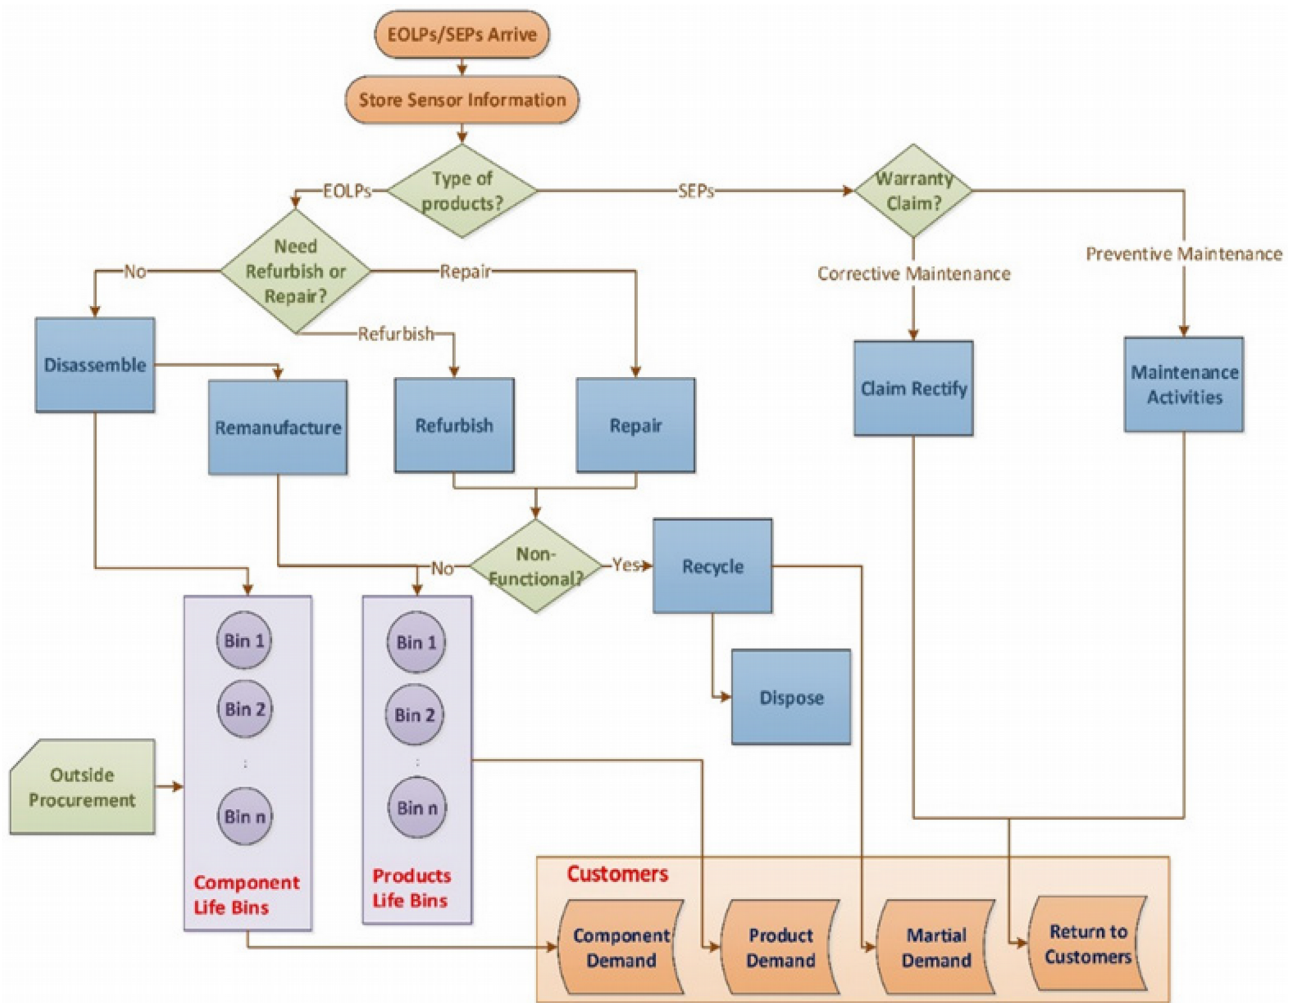 EOLPs/SEPs Arrive
Store Sensor Information
Type of
products?
EOLPs
SEPs
Warranty
Claim?
Need
Refurbish or
Repair?
No
Repair
Refurbish
Corrective Maintenance
Preventive Maintenance
Disassemble
Remanufacture
Refurbish
Repair
Claim Rectify
Maintenance
Activities
Non-
Functional?
No
Yes
Recycle
Dispose
Bin 1
Bin 2
:
Bin n
Component
Life Bins
Bin 1
Bin 2
:
Bin n
Products
Life Bins
Outside
Procurement
Customers
Component
Demand
Product
Demand
Martial
Demand
Return to
Customers